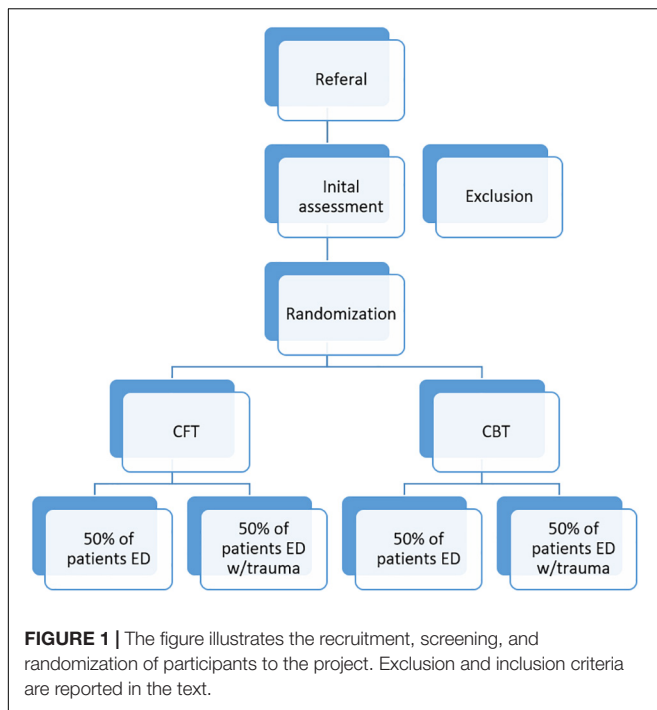 Referal
Inital
assessment
Exclusion
Randomization
CFT
CBT
50% of
patients ED
50% of
patients ED
w/trauma
50% of
patients ED
50% of
patients ED
w/trauma
FIGURE 1 | The figure illustrates the recruitment, screening, and
randomization of participants to the project. Exclusion and inclusion criteria
are reported in the text.